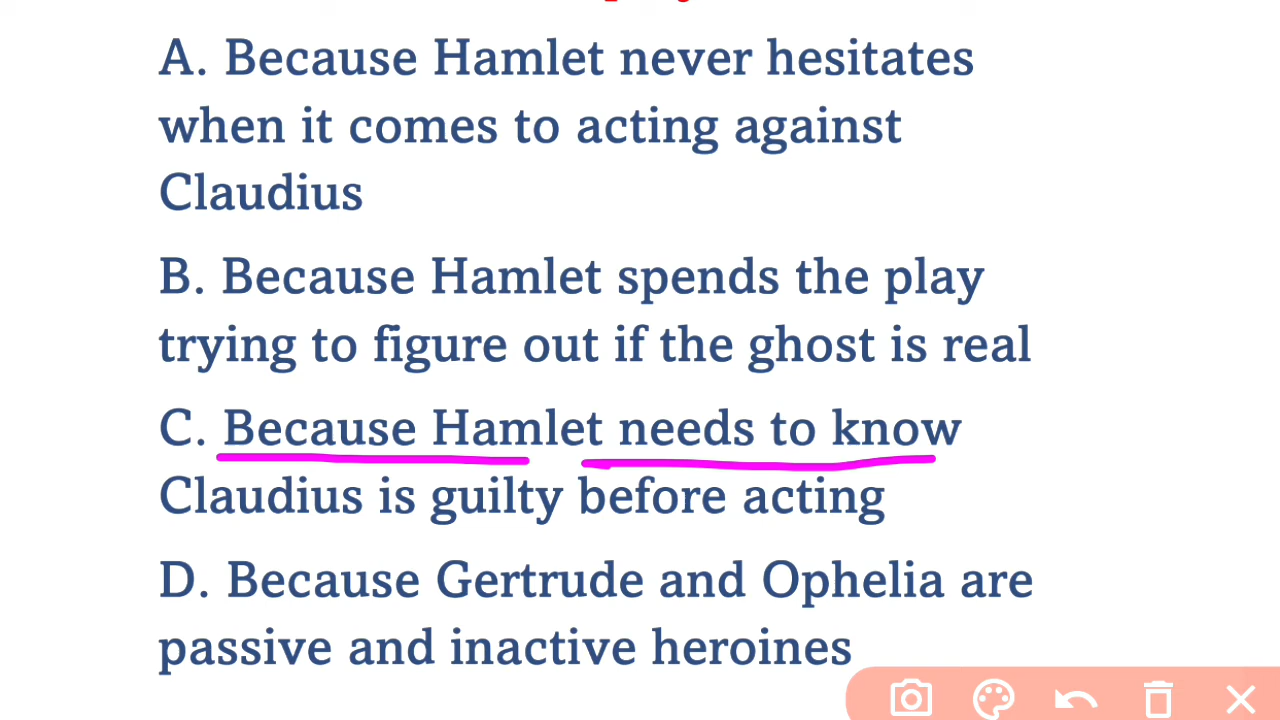 A. Because Hamlet never hesitates
when it comes to acting against
Claudius
B. Because Hamlet spends the play
trying to figure out if the ghost is real
C. Because Hamlet needs to know
Claudius is guilty before acting
D. Because Gertrude and Ophelia are
passive and inactive heroines